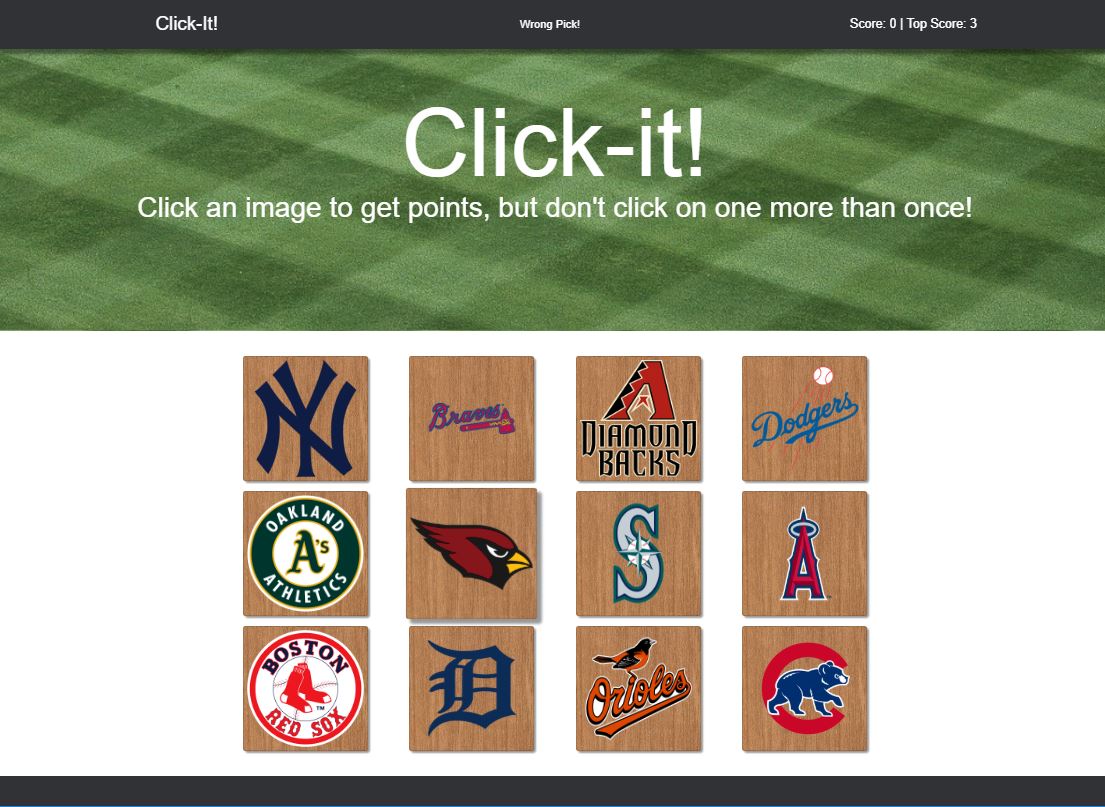 Click-It!
Wrong Pick!
Score: 0 | Top Score: 3
Click-it!
Click an image to get points, but don't click on one more than once!
NY
Braves
DIAMOND
BACKS
Dodgers
OAKLAND
A's
ATHLETICS
S
A
BOSTON
RED SOX
TM
D
Orioles
C